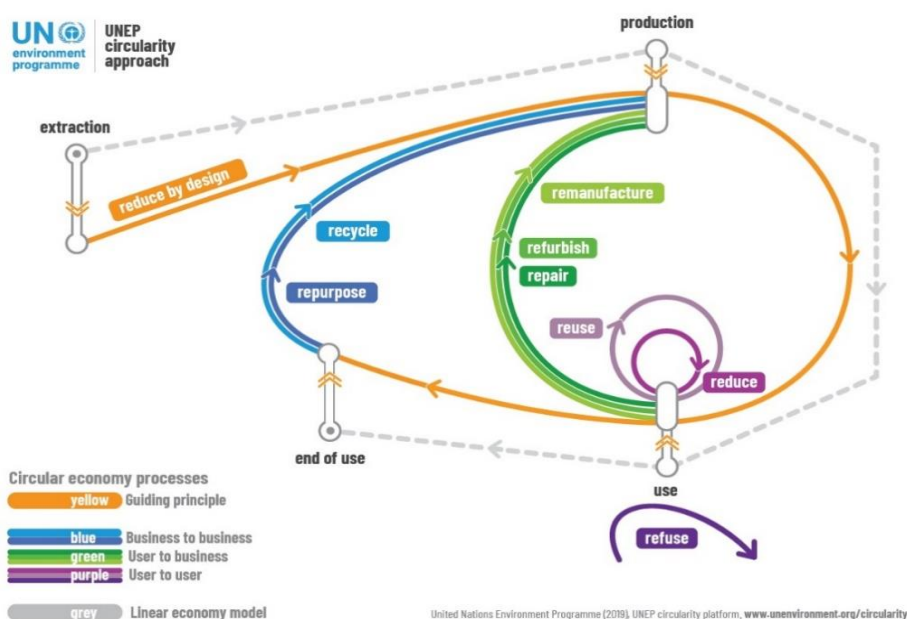 UN
environment
programme
UNEP
circularity
approach
production
extraction
reduce by design
remanufacture
recycle
refurbish
repair
repurpose
reuse
reduce
end of use
use
refuse
Circular economy processes
yellow Guiding principle
blue Business to business
green User to business
purple User to user
grey Linear economy model
United Nations Environment Programme (2019), UNEP circularity platform, www.unenvironment.org/circularity